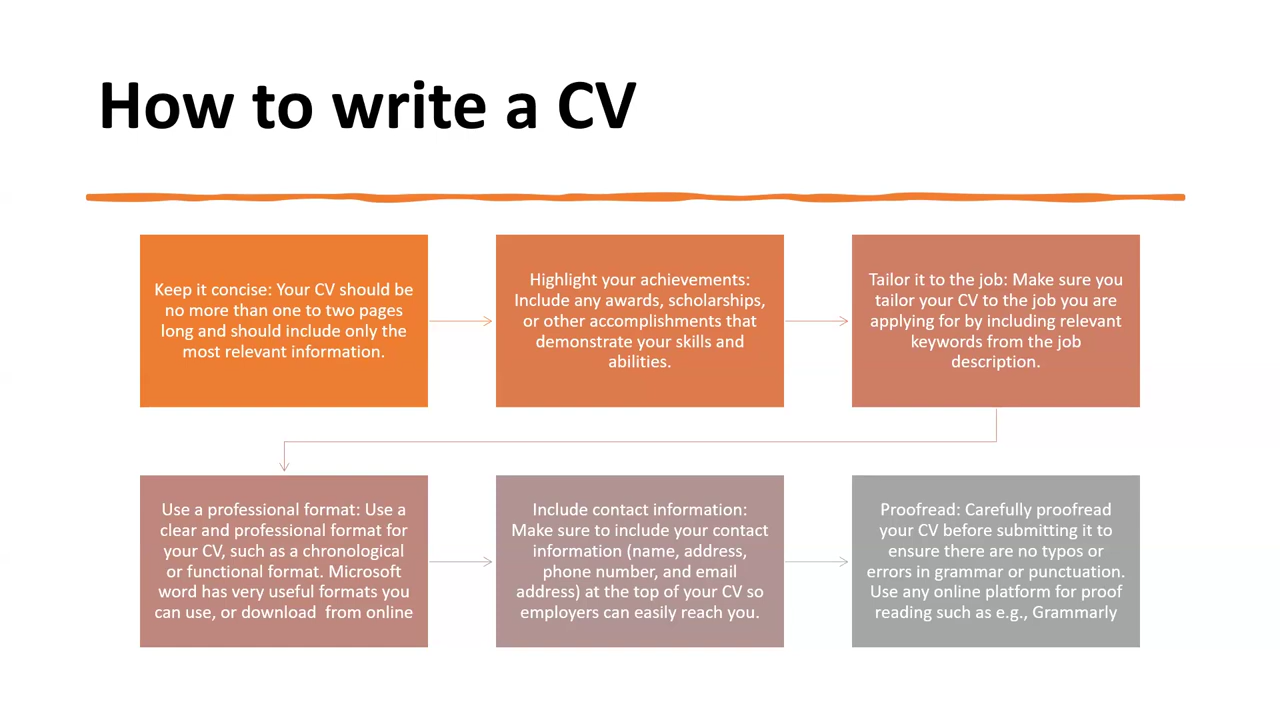 How to write a CV
Keep it concise: Your CV should be
no more than one to two pages
long and should include only the
most relevant information.
Highlight your achievements:
Include any awards, scholarships,
or other accomplishments that
demonstrate your skills and
abilities.
Tailor it to the job: Make sure you
tailor your CV to the job you are
applying for by including relevant
keywords from the job
description.
Use a professional format: Use a
clear and professional format for
your CV, such as a chronological
or functional format. Microsoft
word has very useful formats you
can use, or download  from online
Include contact information:
Make sure to include your contact
information (name, address,
phone number, and email
address) at the top of your CV so
employers can easily reach you.
Proofread: Carefully proofread
your CV before submitting it to
ensure there are no typos or
errors in grammar or punctuation.
Use any online platform for proof
reading such as e.g., Grammarly